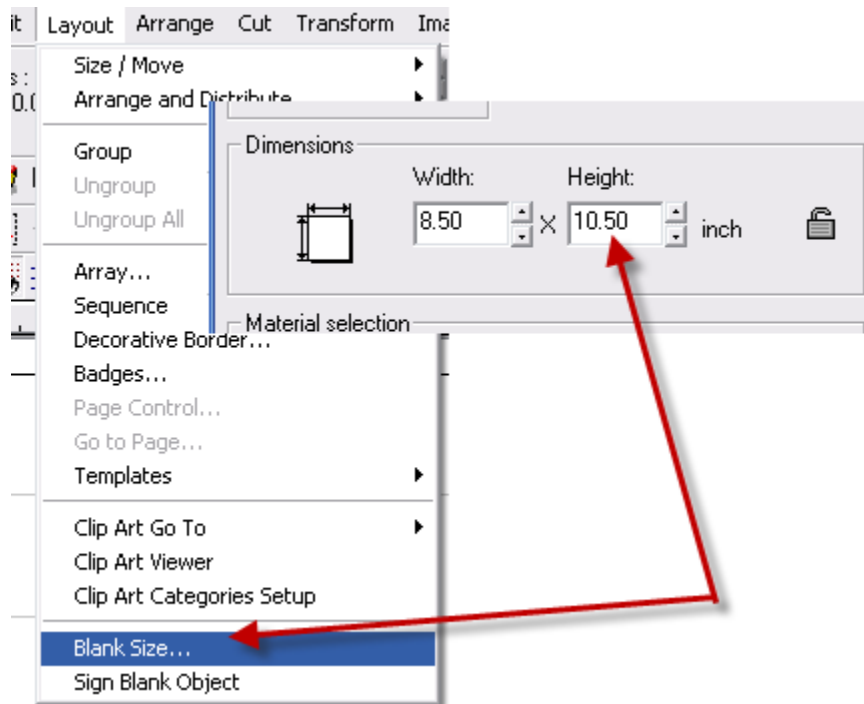 it Layout Arrange Cut Transform Ima
Size / Move
s:
0.0
Arrange and Distribute
Dimensions
Group
Width: Height:
Ungroup
8.50 X 10.50 inch
Ungroup All
Array...
Sequence
Material selection
Decorative Border...
Badges...
Page Control...
Go to Page...
Templates
Clip Art Go To
Clip Art Viewer
Clip Art Categories Setup
Blank Size...
Sign Blank Object